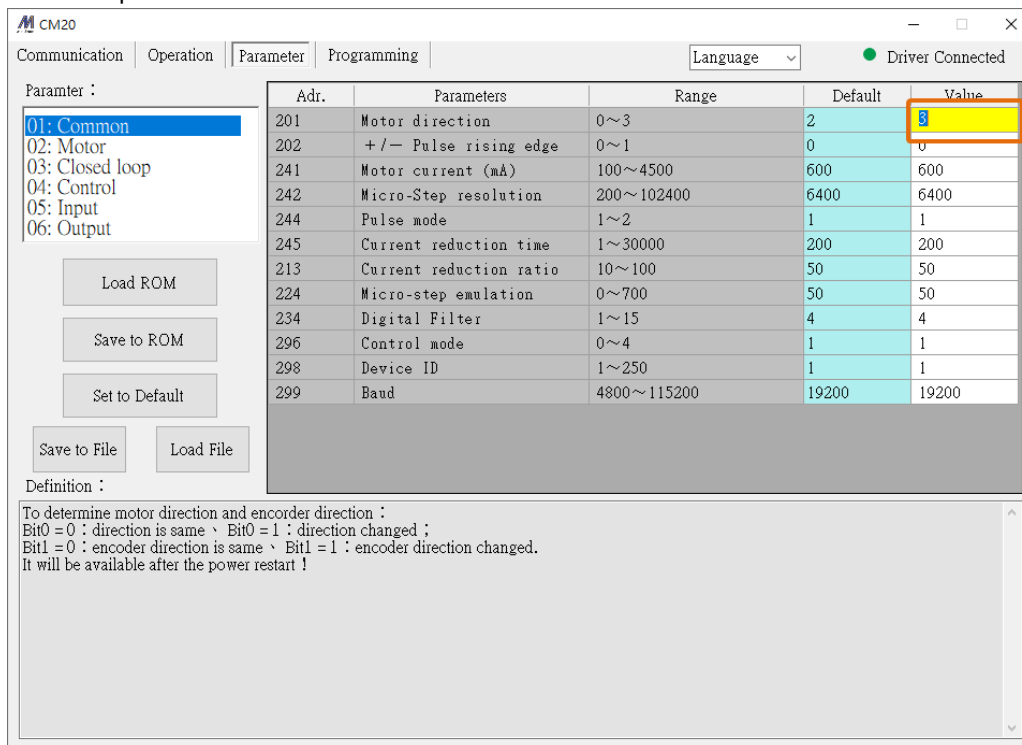 CM20
Communication Operation Parameter Programming Language Driver Connected
Paramter：
01: Common
02: Motor
03: Closed loop
04: Control
05: Input
06: Output
Load ROM
Save to ROM
Set to Default
Save to File Load File
Adr. Parameters Range Default Value
201 Motor direction 0～3 2 3
202 +/− Pulse rising edge 0～1 0 0
241 Motor current (mA) 100～4500 600 600
242 Micro-Step resolution 200～102400 6400 6400
244 Pulse mode 1～2 1 1
245 Current reduction time 1～30000 200 200
213 Current reduction ratio 10～100 50 50
224 Micro-step emulation 0～700 50 50
234 Digital Filter 1～15 4 4
296 Control mode 0～4 1 1
298 Device ID 1～250 1 1
299 Baud 4800～115200 19200 19200
Definition：
To determine motor direction and encorder direction：
Bit0 = 0：direction is same、Bit0 = 1：direction changed；
Bit1 = 0：encoder direction is same、Bit1 = 1：encoder direction changed.
It will be available after the power restart！